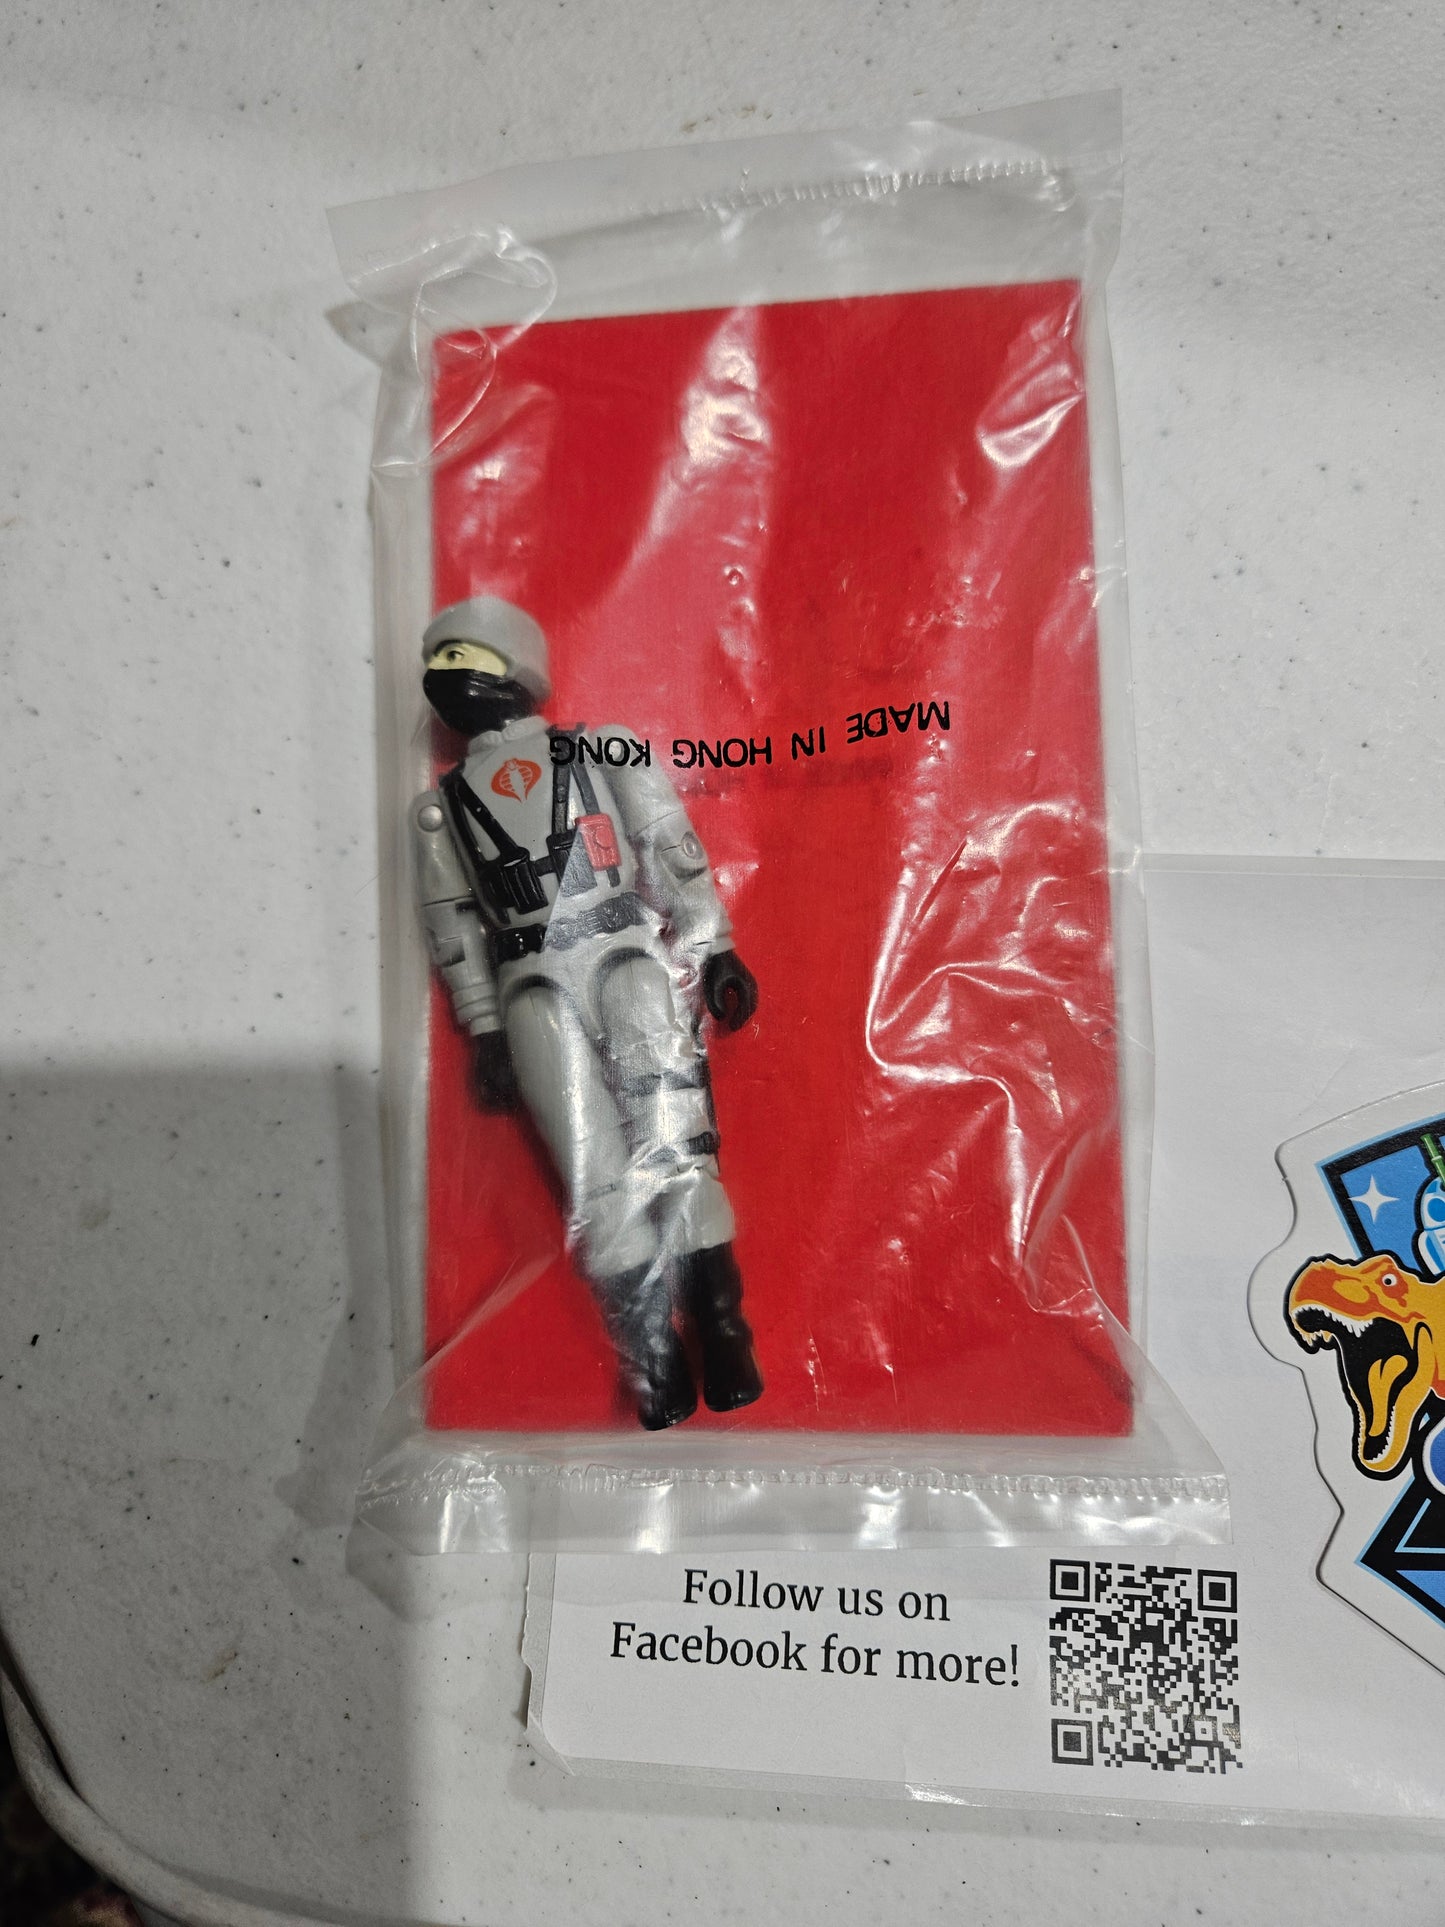 MADE IN HONG KONG
Follow us on
Facebook for more!